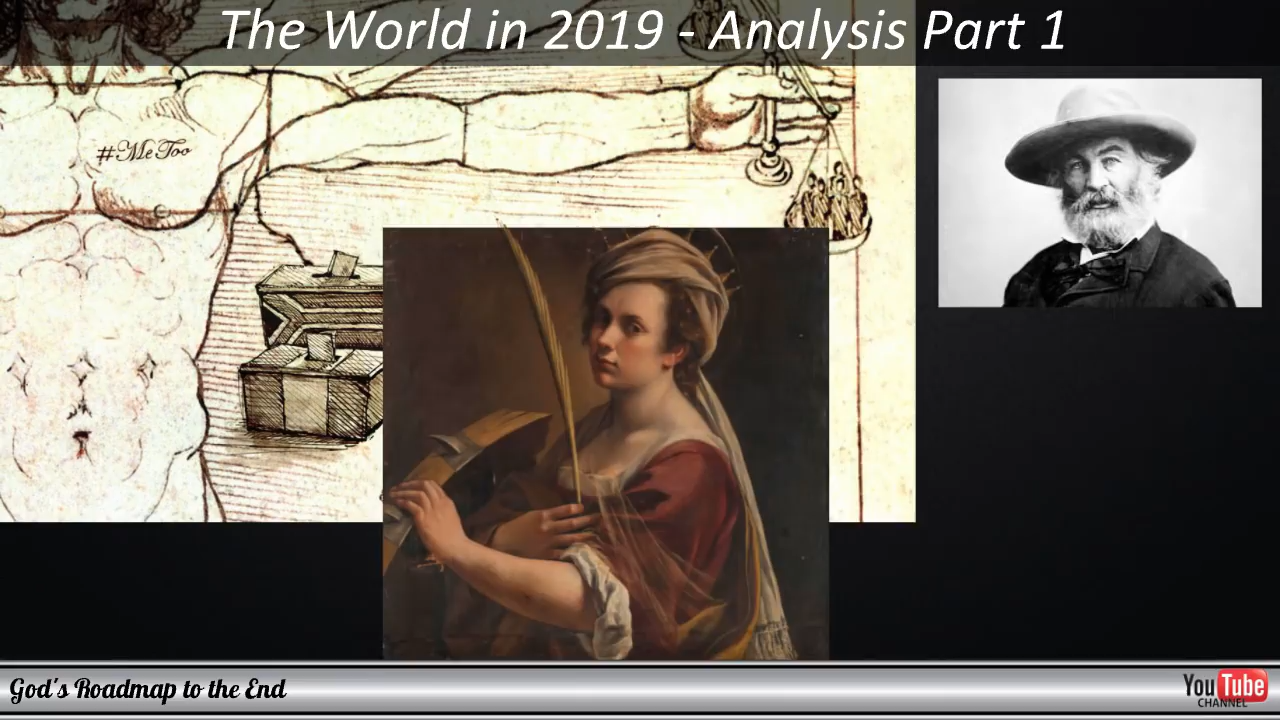 The World in 2019 - Analysis Part 1
#MeToo
God's Roadmap to the End
YouTube
CHANNEL